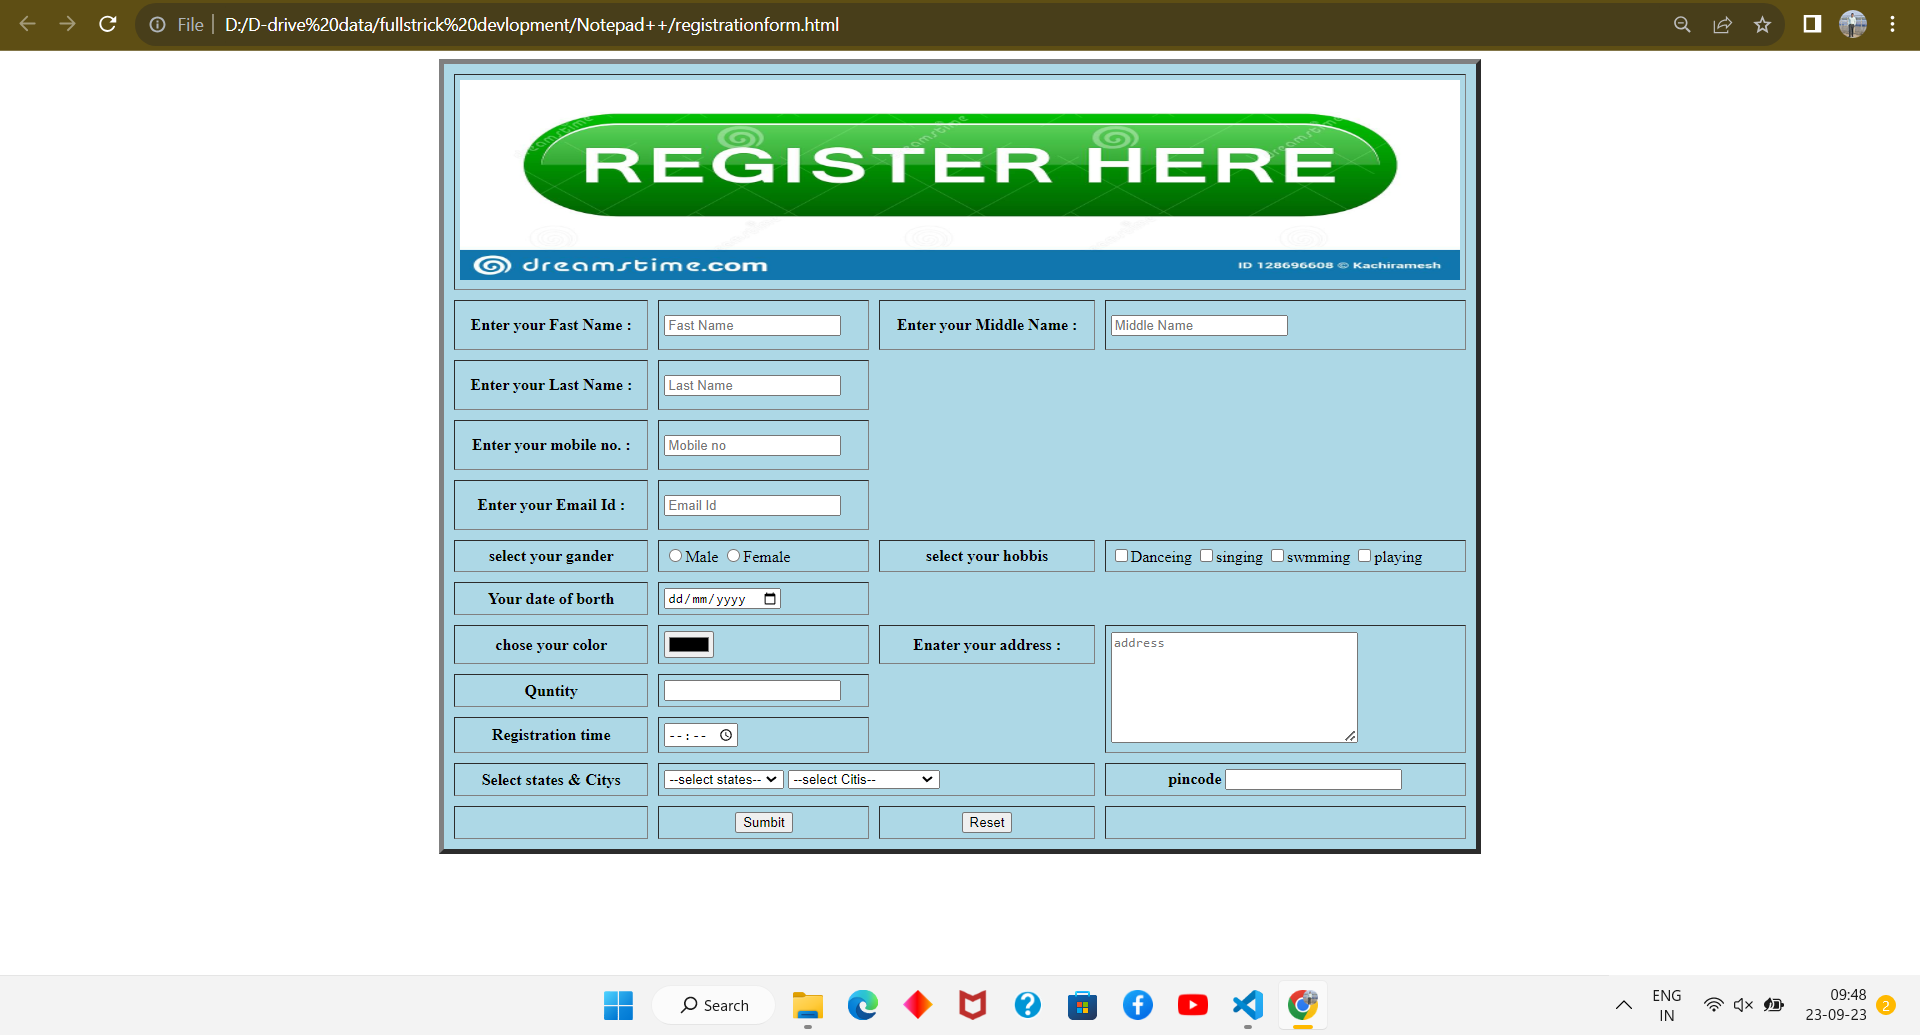 File
D:/D-drive%20data/fullstrick%20devlopment/Notepad++/registrationform.html
REGISTER HERE
dreamstime.com
ID 128696608 © Kachiramesh
Enter your Fast Name : Fast Name Enter your Middle Name : Middle Name
Enter your Last Name : Last Name
Enter your mobile no. : Mobile no
Enter your Email Id : Email Id
select your gander Male Female select your hobbis Danceing singing swmming playing
Your date of borth dd/mm/yyyy
chose your color Enater your address : address
Quntity
Registration time --:--
Select states & Citys --select states-- --select Citis-- pincode
Sumbit Reset
Search
ENG
IN
09:48
23-09-23
2